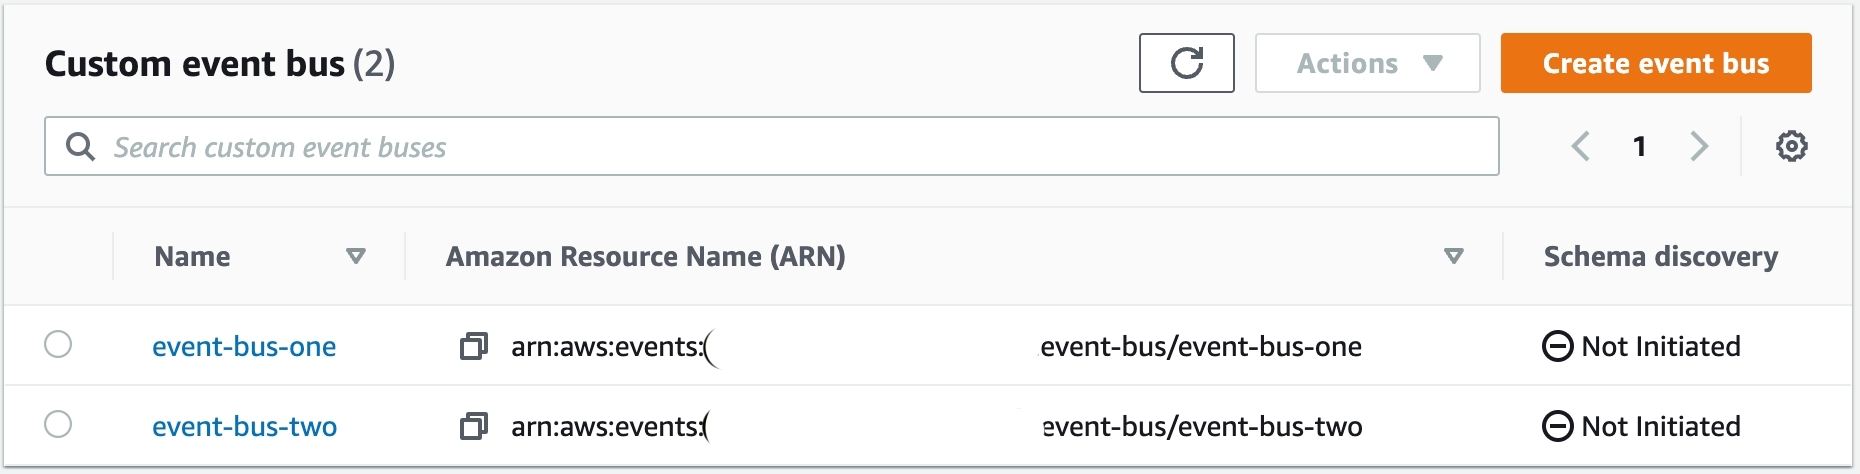 Custom event bus (2)
Actions
Create event bus
Search custom event buses
1
Name
Amazon Resource Name (ARN)
Schema discovery
event-bus-one arn:aws:events: event-bus/event-bus-one Not Initiated
event-bus-two arn:aws:events: event-bus/event-bus-two Not Initiated